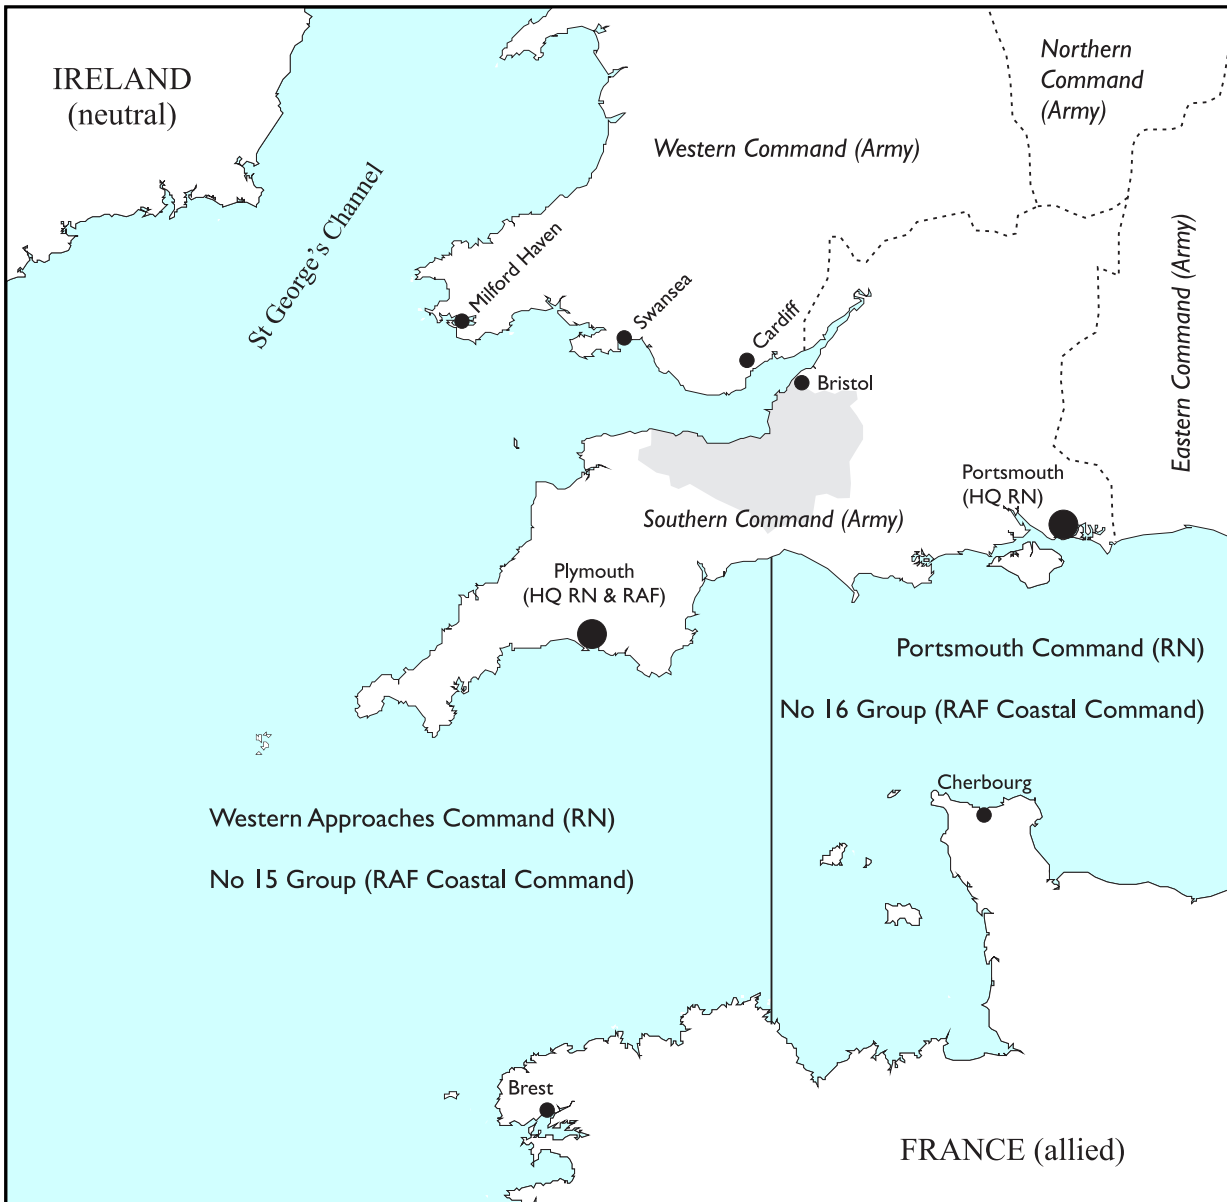 IRELAND
(neutral)
Northern
Command
(Army)
Western Command (Army)
St George's Channel
Milford Haven
Swansea
Cardiff
Bristol
Eastern Command (Army)
Portsmouth
(HQ RN)
Southern Command (Army)
Plymouth
(HQ RN & RAF)
Portsmouth Command (RN)
No 16 Group (RAF Coastal Command)
Cherbourg
Western Approaches Command (RN)
No 15 Group (RAF Coastal Command)
Brest
FRANCE (allied)